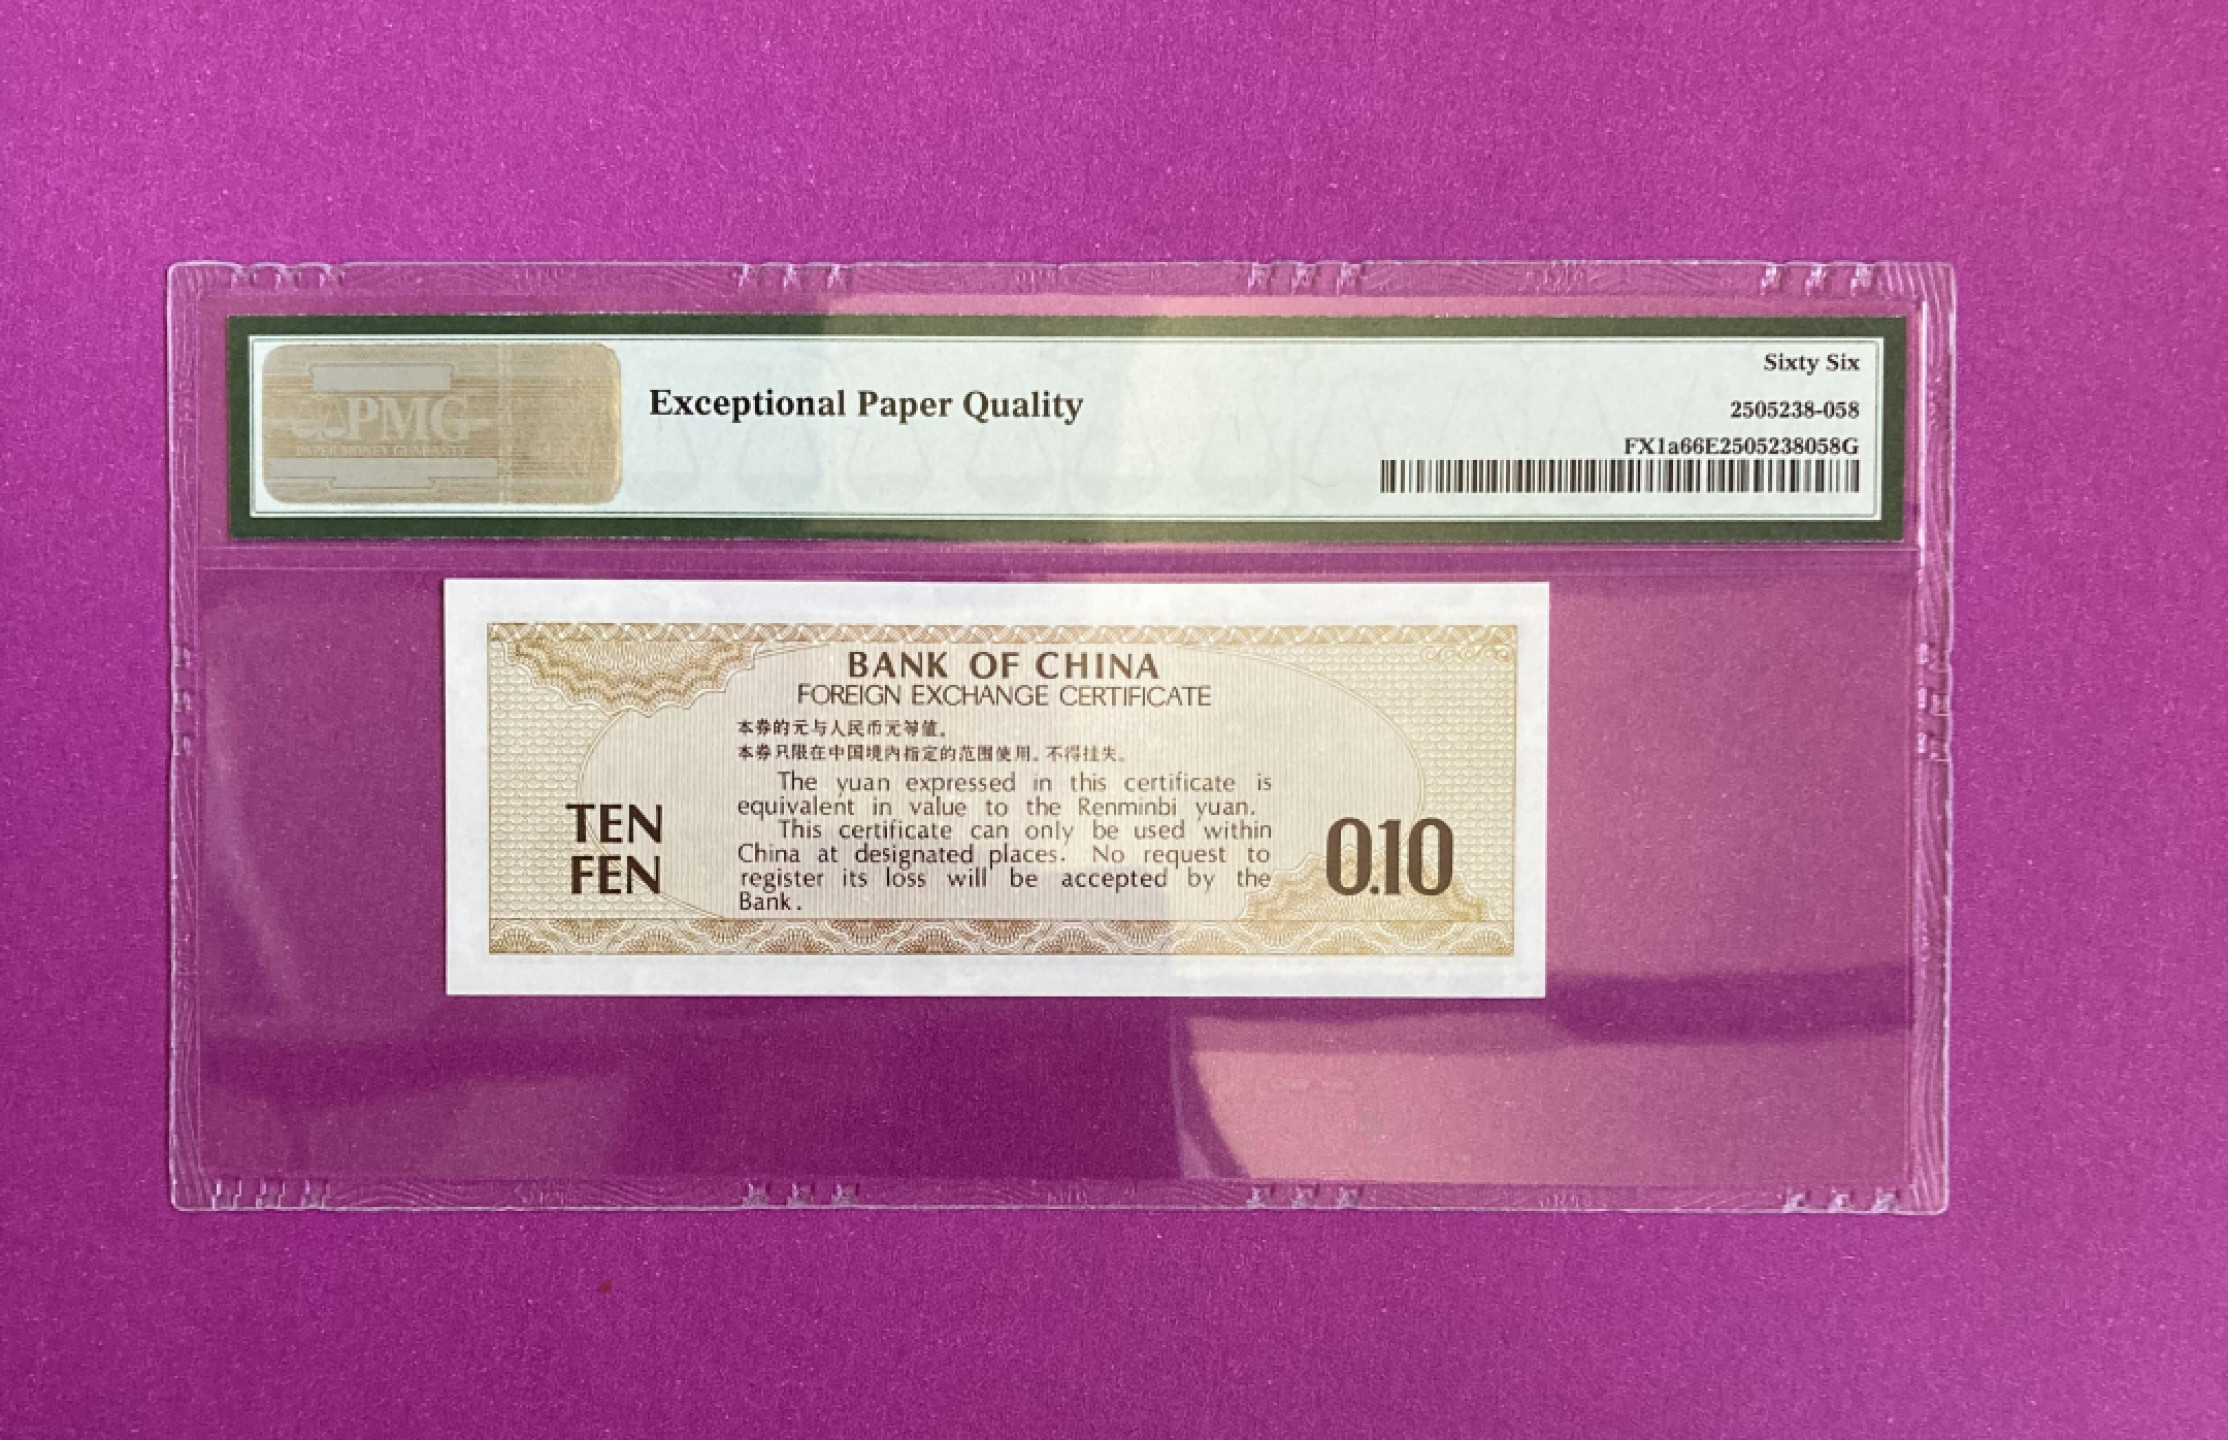 PMG
PAPER MONEY GUARANTY
Exceptional Paper Quality
Sixty Six
2505238-058
FX1a66E2505238058G
BANK OF CHINA
FOREIGN EXCHANGE CERTIFICATE
本券的元与人民币元等值。
本券只限在中国境内指定的范围使用。不得挂失。
The yuan expressed in this certificate is
equivalent in value to the Renminbi yuan.
This certificate can only be used within
China at designated places. No request to
register its loss will be accepted by the
Bank.
TEN
FEN
0.10